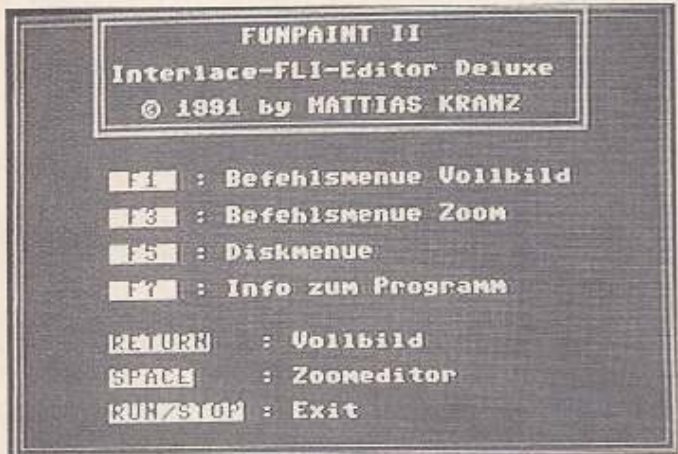 FUNPAINT II
Interlace-FLI-Editor Deluxe
© 1991 by MATTIAS KRANZ
F1 : Befehlsmenue Vollbild
F3 : Befehlsmenue Zoom
F5 : Diskmenue
F7 : Info zum Programm
RETURN : Vollbild
SPACE : Zoomeditor
RUN/STOP : Exit